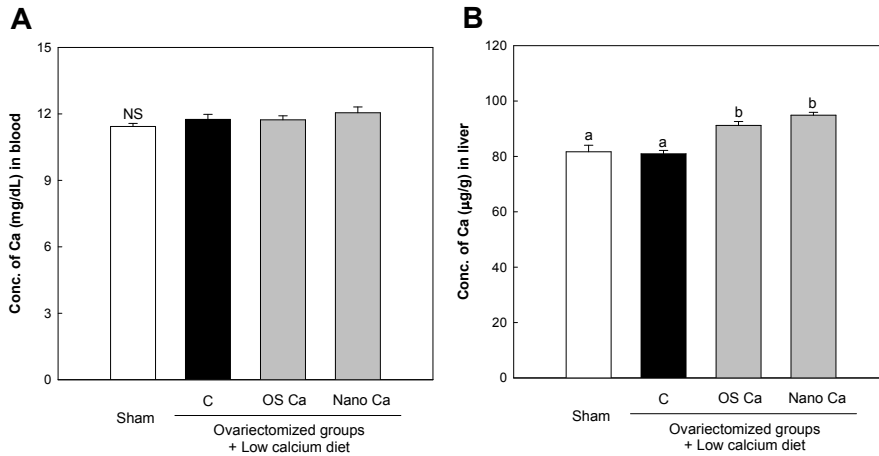 A
Conc. of Ca (mg/dL) in blood
15
12
9
6
3
0
NS
C
OS Ca
Nano Ca
Sham
Ovariectomized groups
+ Low calcium diet
B
Conc. of Ca (μg/g) in liver
120
100
80
60
40
20
0
a
a
b
b
C
OS Ca
Nano Ca
Sham
Ovariectomized groups
+ Low calcium diet